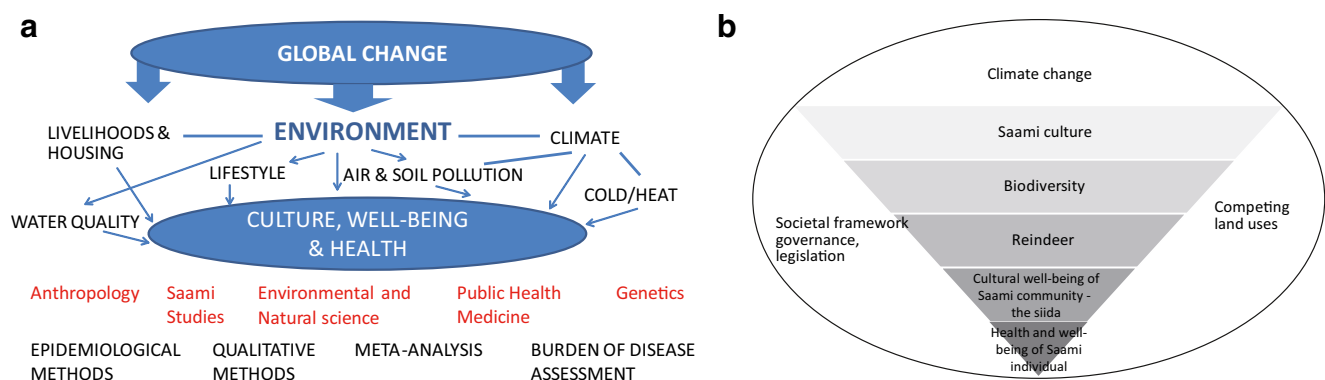 a
GLOBAL CHANGE
LIVELIHOODS &
HOUSING
ENVIRONMENT
CLIMATE
LIFESTYLE
AIR & SOIL POLLUTION
COLD/HEAT
WATER QUALITY
CULTURE, WELL-BEING
& HEALTH
Anthropology
Saami
Studies
Environmental and
Natural science
Public Health
Medicine
Genetics
EPIDEMIOLOGICAL
METHODS
QUALITATIVE
METHODS
META-ANALYSIS
BURDEN OF DISEASE
ASSESSMENT
b
Climate change
Saami culture
Biodiversity
Reindeer
Cultural well-being of
Saami community -
the siida
Health and well-
being of Saami
individual
Societal framework
governance,
legislation
Competing
land uses